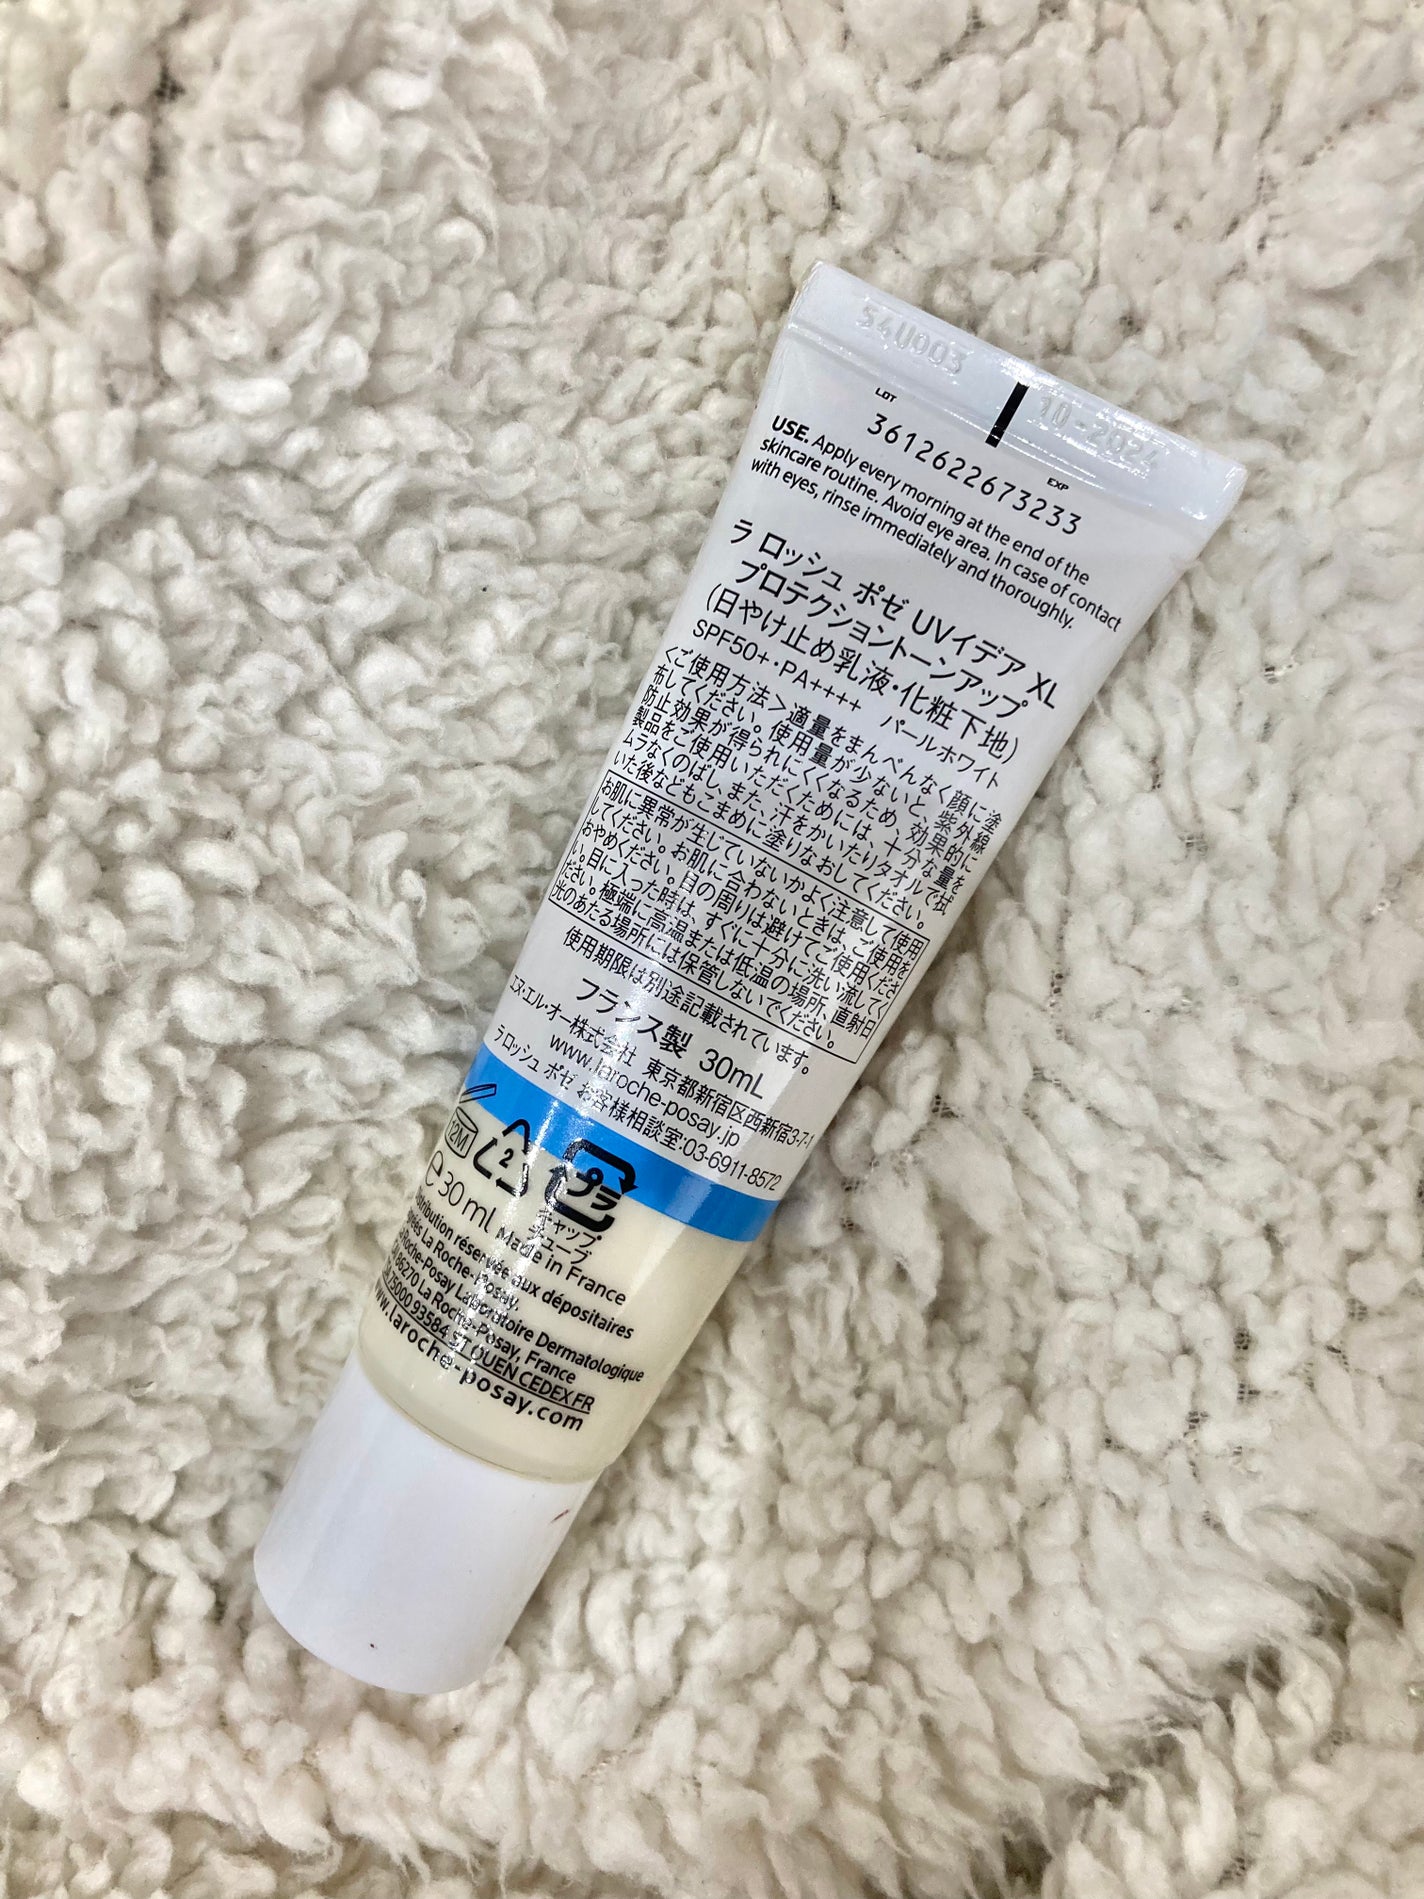 54U003
10-2024
LOT
EXP
3612622673233
USE. Apply every morning at the end of the
skincare routine. Avoid eye area. In case of contact
with eyes, rinse immediately and thoroughly.
ラ ロッシュ ポゼ UVイデア XL
プロテクショントーンアップ
(日やけ止め乳液・化粧下地)
SPF50+・PA++++ パールホワイト
<ご使用方法>適量をまんべんなく顔に塗
布してください。使用量が少ないと、紫外線
防止効果が得られにくくなるため、効果的に
製品をご使用いただくためには、十分な量を
ムラなくのばし、また、汗をかいたりタオルで拭
いた後などもこまめに塗りなおしてください。
お肌に異常が生じていないかよく注意して使用
してください。お肌に合わないときは、ご使用を
おやめください。目の周りは避けてご使用くださ
い。目に入った時は、すぐに十分に洗い流してく
ださい。極端に高温または低温の場所、直射日
光のあたる場所には保管しないでください。
使用期限は別途記載されています。
フランス製 30mL
エヌ・エル・オー株式会社 東京都新宿区西新宿3-7-1
www.laroche-posay.jp
ラ ロッシュ ポゼ お客様相談室:03-6911-8572
12M
2
プラ
キャップ
チューブ
e 30 mL Made in France
Distribution réservée aux dépositaires
agréés La Roche-Posay.
La Roche-Posay Laboratoire Dermatologique
86270 La Roche-Posay, France
75000 93584 ST OUEN CEDEX FR
www.laroche-posay.com